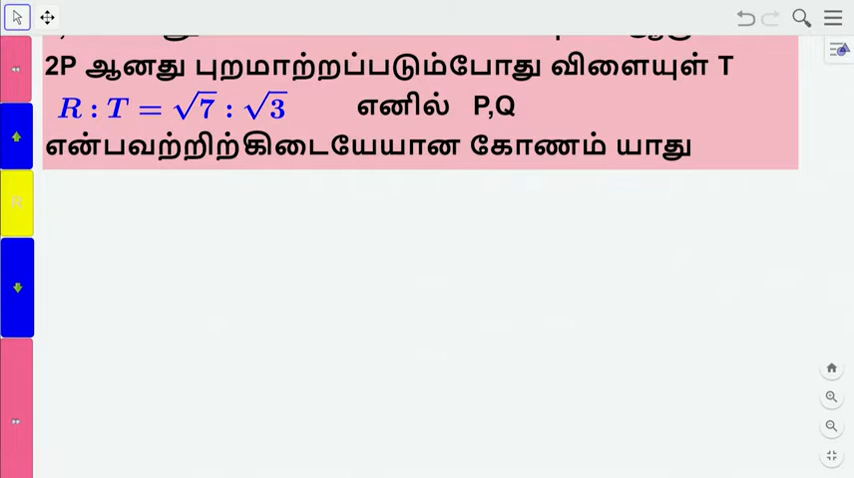 2P ஆனது புறமாற்றப்படும்போது விளையுள் T
R : T = √7 : √3 எனில் P,Q
என்பவற்றிற்கிடையேயான கோணம் யாது
R